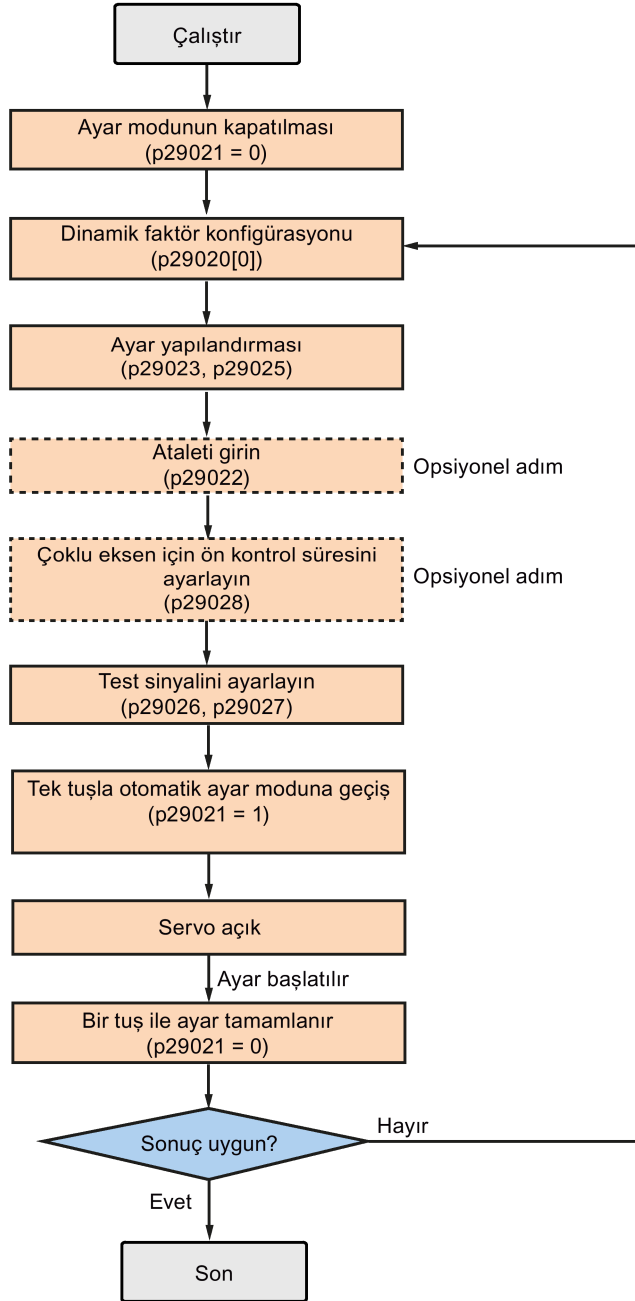 Çalıştır
Ayar modunun kapatılması
(p29021 = 0)
Dinamik faktör konfigürasyonu
(p29020[0])
Ayar yapılandırması
(p29023, p29025)
Ataleti girin
(p29022)
Opsiyonel adım
Çoklu eksen için ön kontrol süresini
ayarlayın
(p29028)
Opsiyonel adım
Test sinyalini ayarlayın
(p29026, p29027)
Tek tuşla otomatik ayar moduna geçiş
(p29021 = 1)
Servo açık
Ayar başlatılır
Bir tuş ile ayar tamamlanır
(p29021 = 0)
Sonuç uygun?
Hayır
Evet
Son